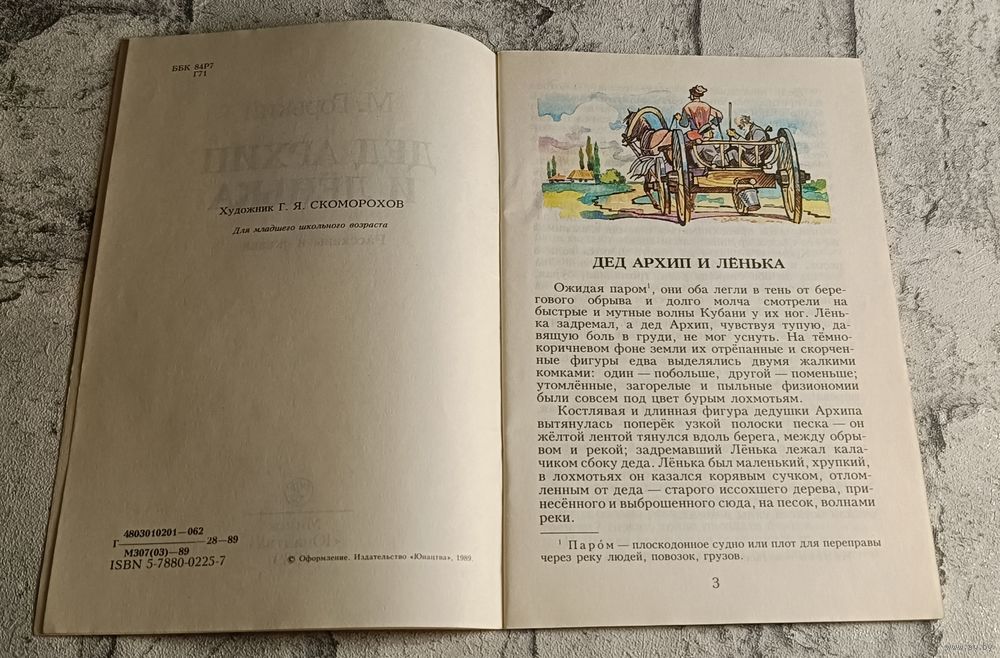 ББК 84Р7
Г71
Художник Г. Я. СКОМОРОХОВ
Для младшего школьного возраста
4803010201—062
Г 28—89
М307(03)—89
ISBN 5-7880-0225-7
© Оформление. Издательство «Юнацтва», 1989.
ДЕД АРХИП И ЛЁНЬКА
Ожидая паром¹, они оба легли в тень от бере-
гового обрыва и долго молча смотрели на
быстрые и мутные волны Кубани у их ног. Лёнь-
ка задремал, а дед Архип, чувствуя тупую, да-
вящую боль в груди, не мог уснуть. На тёмно-
коричневом фоне земли их отрёпанные и скорчен-
ные фигуры едва выделялись двумя жалкими
комками: один — побольше, другой — поменьше;
утомлённые, загорелые и пыльные физиономии
были совсем под цвет бурым лохмотьям.
Костлявая и длинная фигура дедушки Архипа
вытянулась поперёк узкой полоски песка — он
жёлтой лентой тянулся вдоль берега, между обры-
вом и рекой; задремавший Лёнька лежал кала-
чиком сбоку деда. Лёнька был маленький, хрупкий,
в лохмотьях он казался корявым сучком, отлом-
ленным от деда — старого иссохшего дерева, при-
несённого и выброшенного сюда, на песок, волнами
реки.
¹ Паро́м — плоскодонное судно или плот для переправы
через реку людей, повозок, грузов.
3